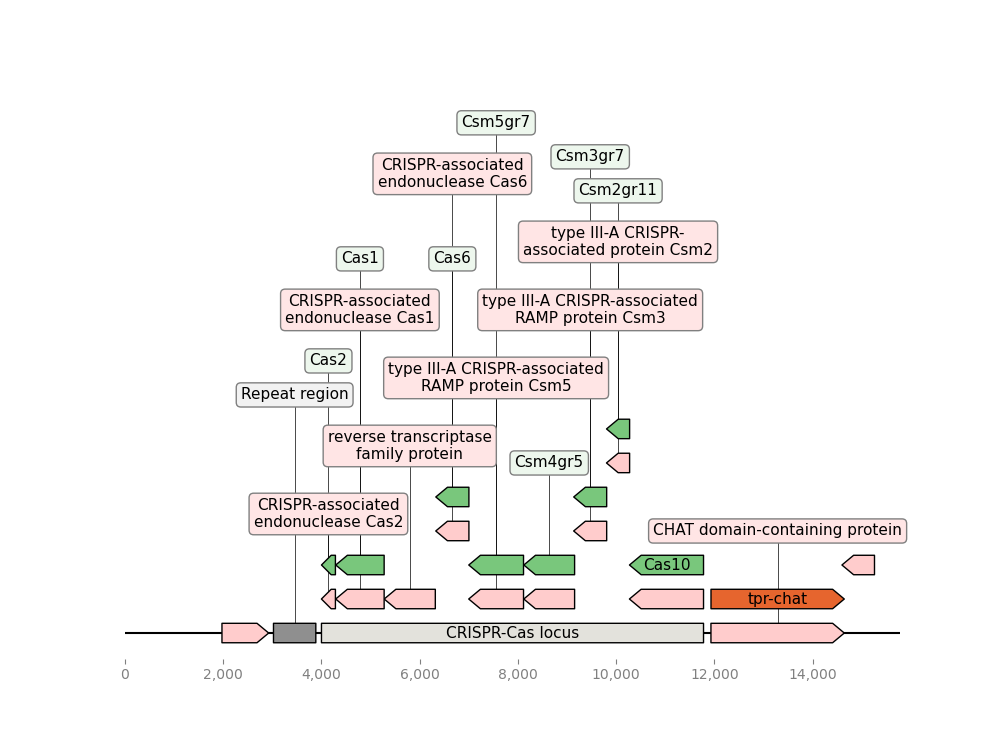 Csm5gr7
Csm3gr7
CRISPR-associated
endonuclease Cas6
Csm2gr11
type III-A CRISPR-
associated protein Csm2
Cas1
Cas6
CRISPR-associated
endonuclease Cas1
type III-A CRISPR-associated
RAMP protein Csm3
Cas2
type III-A CRISPR-associated
RAMP protein Csm5
Repeat region
reverse transcriptase
family protein
Csm4gr5
CRISPR-associated
endonuclease Cas2
CHAT domain-containing protein
Cas10
tpr-chat
CRISPR-Cas locus
0 2,000 4,000 6,000 8,000 10,000 12,000 14,000